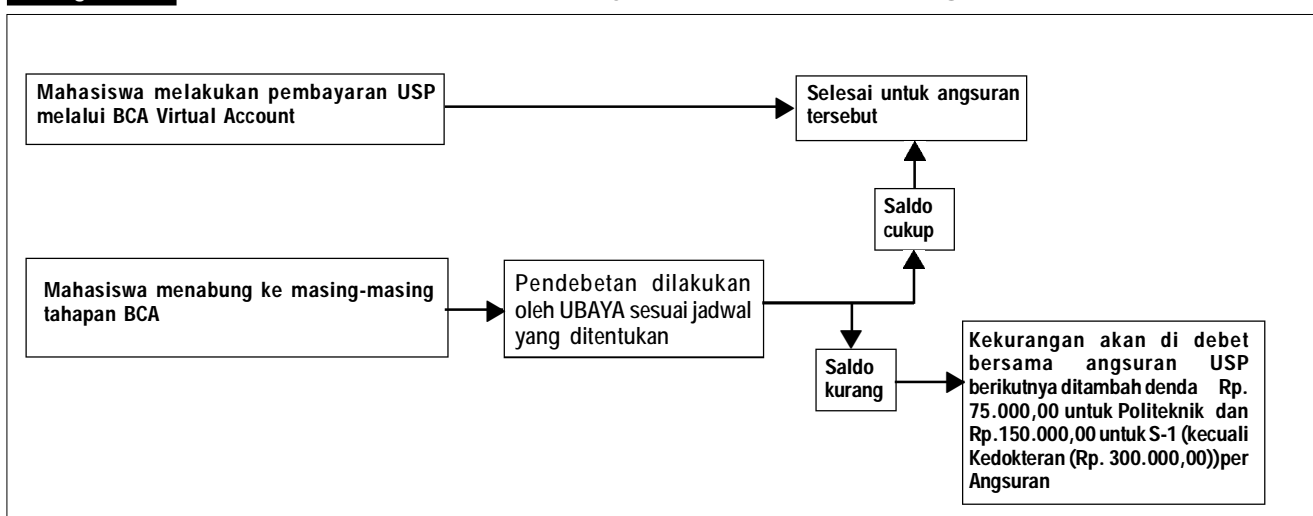 Mahasiswa melakukan pembayaran USP
melalui BCA Virtual Account
Selesai untuk angsuran
tersebut
Saldo
cukup
Mahasiswa menabung ke masing-masing
tahapan BCA
Pendebetan dilakukan
oleh UBAYA sesuai jadwal
yang ditentukan
Saldo
kurang
Kekurangan akan di debet
bersama angsuran USP
berikutnya ditambah denda Rp.
75.000,00 untuk Politeknik dan
Rp.150.000,00 untuk S-1 (kecuali
Kedokteran (Rp. 300.000,00))per
Angsuran